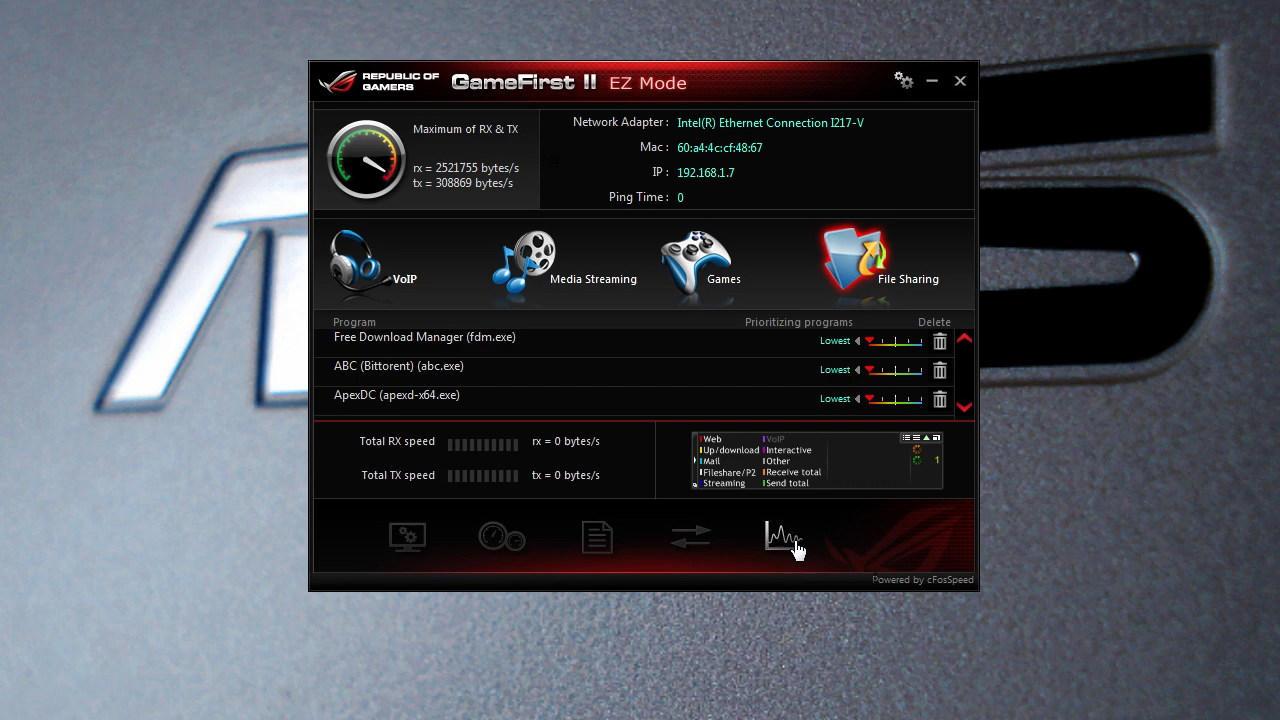 REPUBLIC OF
GAMERS
GameFirst II EZ Mode
Maximum of RX & TX
rx = 2521755 bytes/s
tx = 308869 bytes/s
Network Adapter : Intel(R) Ethernet Connection I217-V
Mac : 60:a4:4c:cf:48:67
IP : 192.168.1.7
Ping Time : 0
VoIP
Media Streaming
Games
File Sharing
Program Prioritizing programs Delete
Free Download Manager (fdm.exe) Lowest
ABC (Bittorent) (abc.exe) Lowest
ApexDC (apexd-x64.exe) Lowest
Total RX speed rx = 0 bytes/s
Total TX speed tx = 0 bytes/s
Web VoIP
Up/download Interactive
Mail Other 1
Fileshare/P2 Receive total
Streaming Send total
Powered by cFosSpeed